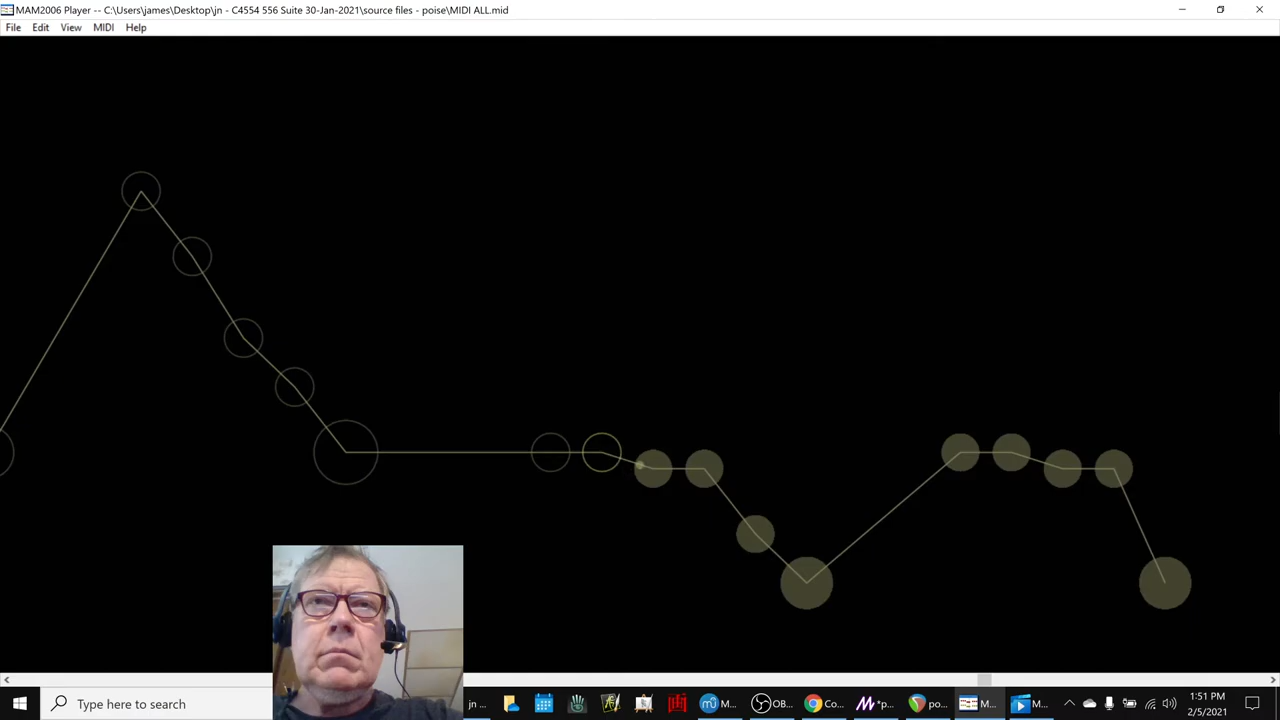 MAM2006 Player -- C:\Users\james\Desktop\jn - C4554 556 Suite 30-Jan-2021\source files - poise\MIDI ALL.mid
File Edit View MIDI Help
Type here to search
jn ...
M...
OB...
Co...
*p...
po...
M...
M...
1:51 PM
2/5/2021